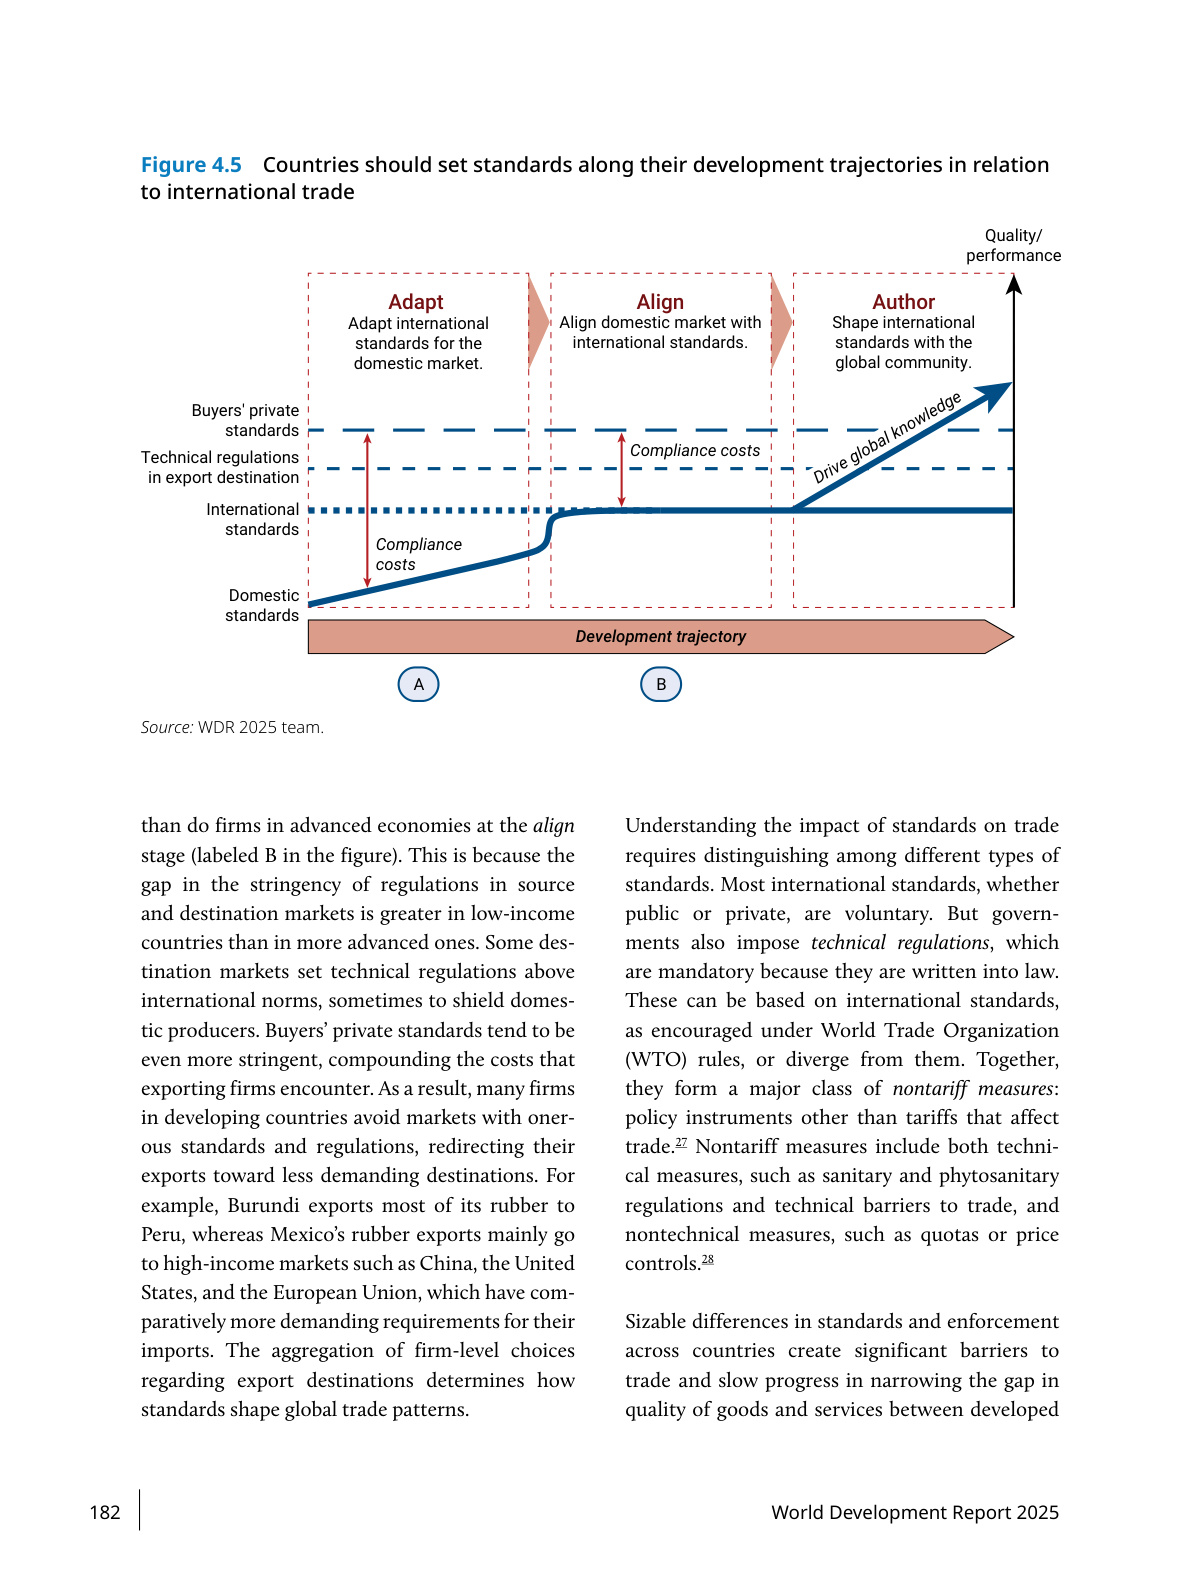 Figure 4.5 Countries should set standards along their development trajectories in relation
to international trade
Quality/
performance
Adapt
Adapt international
standards for the
domestic market.
Align
Align domestic market with
international standards.
Author
Shape international
standards with the
global community.
Buyers' private
standards
Technical regulations
in export destination
International
standards
Domestic
standards
Compliance
costs
Compliance costs
Drive global knowledge
Development trajectory
A
B
Source: WDR 2025 team.
than do firms in advanced economies at the align
stage (labeled B in the figure). This is because the
gap in the stringency of regulations in source
and destination markets is greater in low-income
countries than in more advanced ones. Some des-
tination markets set technical regulations above
international norms, sometimes to shield domes-
tic producers. Buyers’ private standards tend to be
even more stringent, compounding the costs that
exporting firms encounter. As a result, many firms
in developing countries avoid markets with oner-
ous standards and regulations, redirecting their
exports toward less demanding destinations. For
example, Burundi exports most of its rubber to
Peru, whereas Mexico’s rubber exports mainly go
to high-income markets such as China, the United
States, and the European Union, which have com-
paratively more demanding requirements for their
imports. The aggregation of firm-level choices
regarding export destinations determines how
standards shape global trade patterns.
Understanding the impact of standards on trade
requires distinguishing among different types of
standards. Most international standards, whether
public or private, are voluntary. But govern-
ments also impose technical regulations, which
are mandatory because they are written into law.
These can be based on international standards,
as encouraged under World Trade Organization
(WTO) rules, or diverge from them. Together,
they form a major class of nontariff measures:
policy instruments other than tariffs that affect
trade.27 Nontariff measures include both techni-
cal measures, such as sanitary and phytosanitary
regulations and technical barriers to trade, and
nontechnical measures, such as quotas or price
controls.28
Sizable differences in standards and enforcement
across countries create significant barriers to
trade and slow progress in narrowing the gap in
quality of goods and services between developed
182
World Development Report 2025